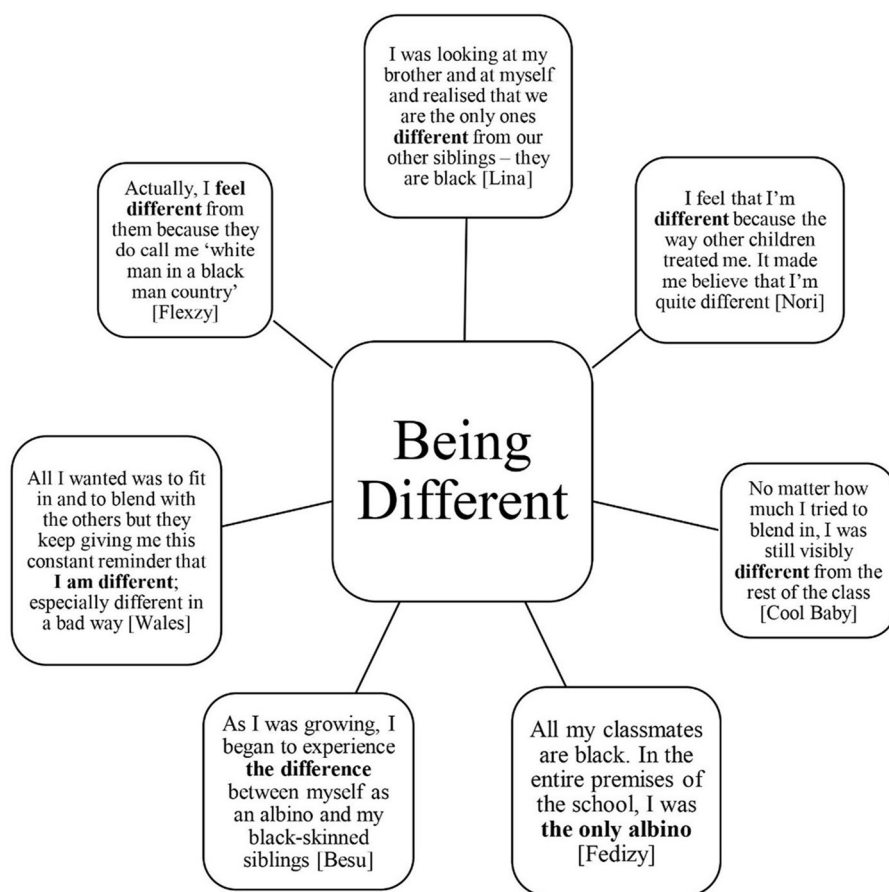 I was looking at my
brother and at myself
and realised that we
are the only ones
different from our
other siblings – they
are black [Lina]
Actually, I feel
different from
them because they
do call me ‘white
man in a black
man country’
[Flexzy]
I feel that I’m
different because the
way other children
treated me. It made
me believe that I’m
quite different [Nori]
Being
Different
All I wanted was to fit
in and to blend with
the others but they
keep giving me this
constant reminder that
I am different;
especially different in
a bad way [Wales]
No matter how
much I tried to
blend in, I was
still visibly
different from the
rest of the class
[Cool Baby]
As I was growing, I
began to experience
the difference
between myself as
an albino and my
black-skinned
siblings [Besu]
All my classmates
are black. In the
entire premises of
the school, I was
the only albino
[Fedizy]